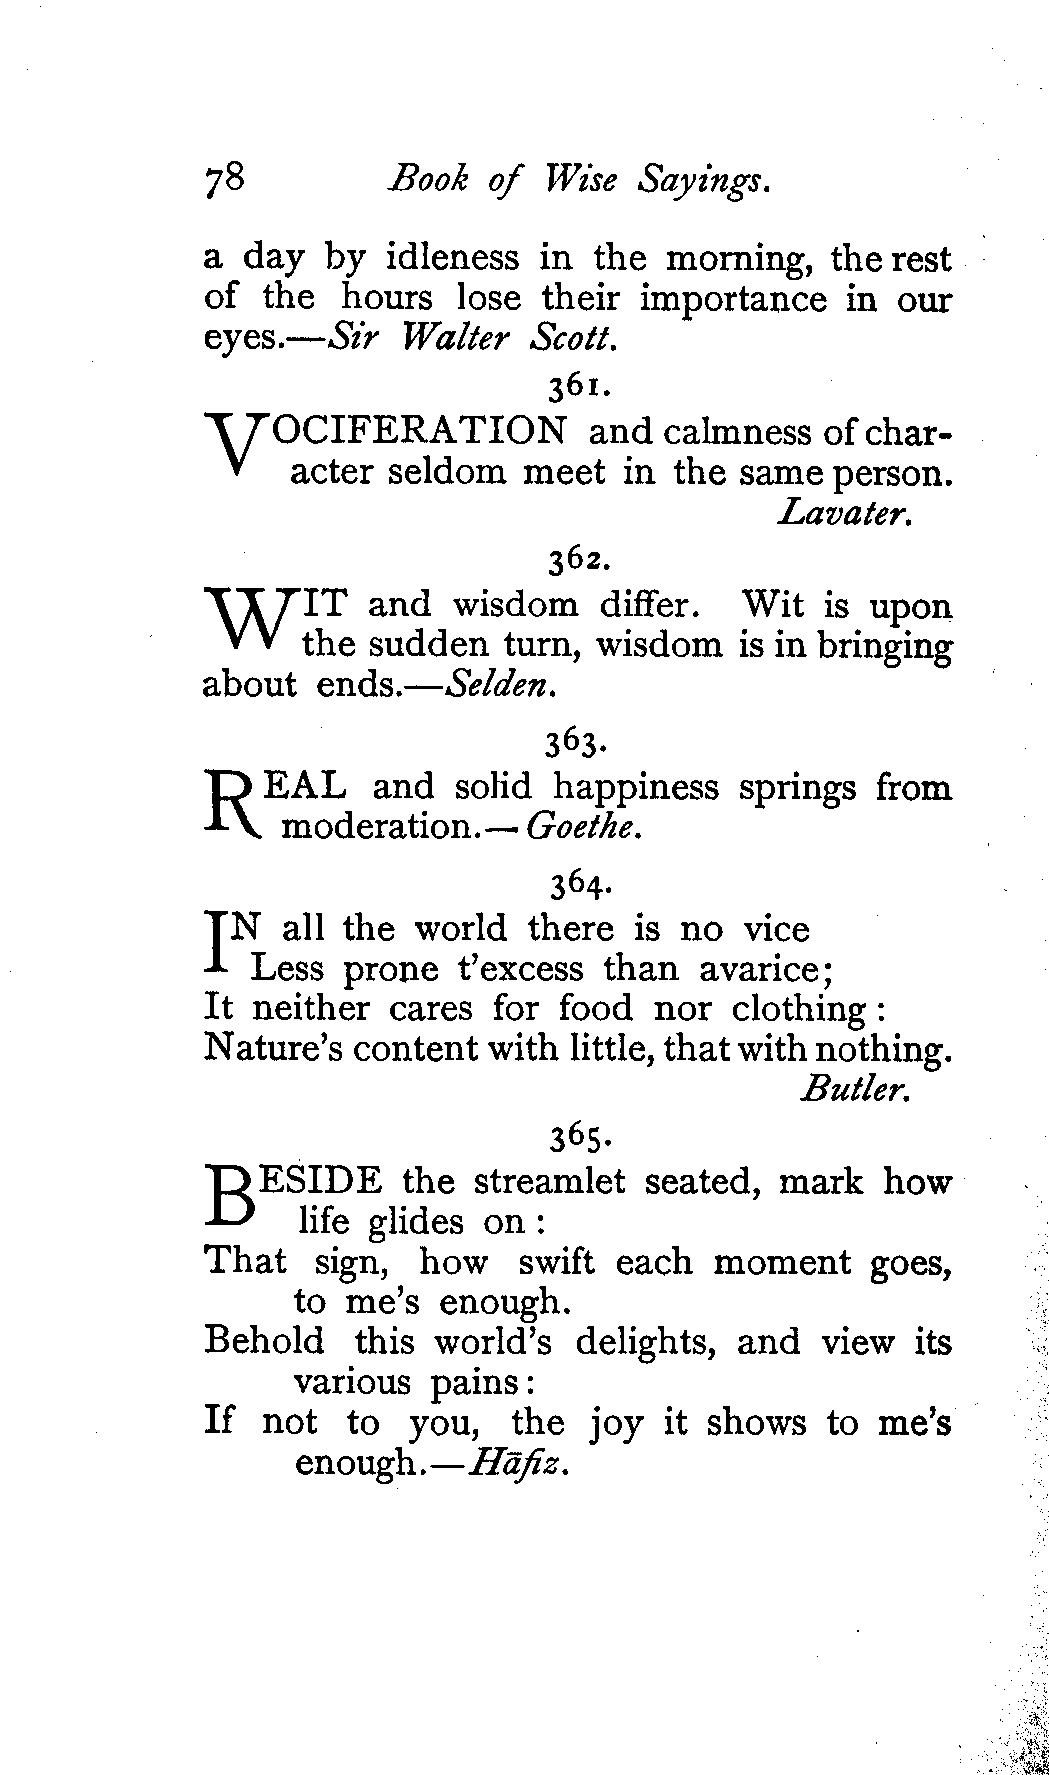 78 Book of Wise Sayings.
a day by idleness in the morning, the rest
of the hours lose their importance in our
eyes.—Sir Walter Scott.
361.
VOCIFERATION and calmness of char-
acter seldom meet in the same person.
Lavater.
362.
WIT and wisdom differ. Wit is upon
the sudden turn, wisdom is in bringing
about ends.—Selden.
363.
REAL and solid happiness springs from
moderation.—Goethe.
364.
IN all the world there is no vice
Less prone t'excess than avarice;
It neither cares for food nor clothing :
Nature's content with little, that with nothing.
Butler.
365.
BESIDE the streamlet seated, mark how
life glides on :
That sign, how swift each moment goes,
to me's enough.
Behold this world's delights, and view its
various pains :
If not to you, the joy it shows to me's
enough.—Hāfiz.